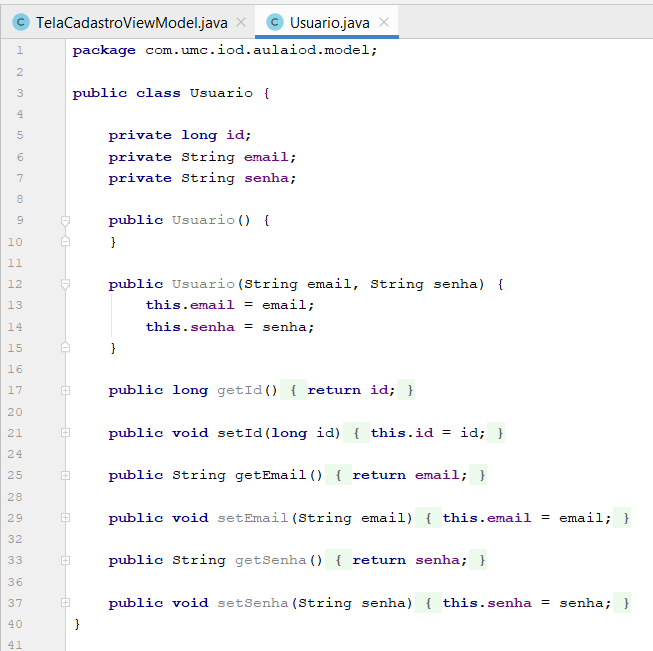 C TelaCadastroViewModel.java × C Usuario.java ×
1 package com.umc.iod.aulaiod.model;
2
3 public class Usuario {
4
5 private long id;
6 private String email;
7 private String senha;
8
9 public Usuario() {
10 }
11
12 public Usuario(String email, String senha) {
13 this.email = email;
14 this.senha = senha;
15 }
16
17 public long getId() { return id; }
20
21 public void setId(long id) { this.id = id; }
24
25 public String getEmail() { return email; }
28
29 public void setEmail(String email) { this.email = email; }
32
33 public String getSenha() { return senha; }
36
37 public void setSenha(String senha) { this.senha = senha; }
40 }
41